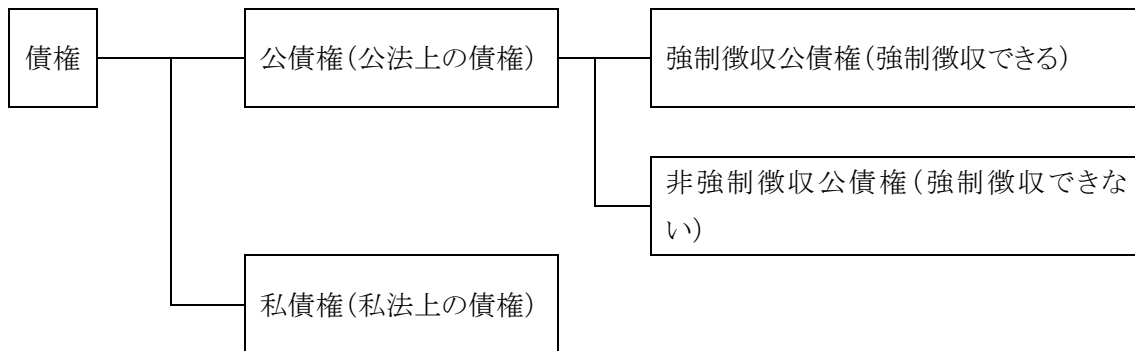 債権
公債権(公法上の債権)
強制徴収公債権(強制徴収できる)
非強制徴収公債権(強制徴収できな
い)
私債権(私法上の債権)